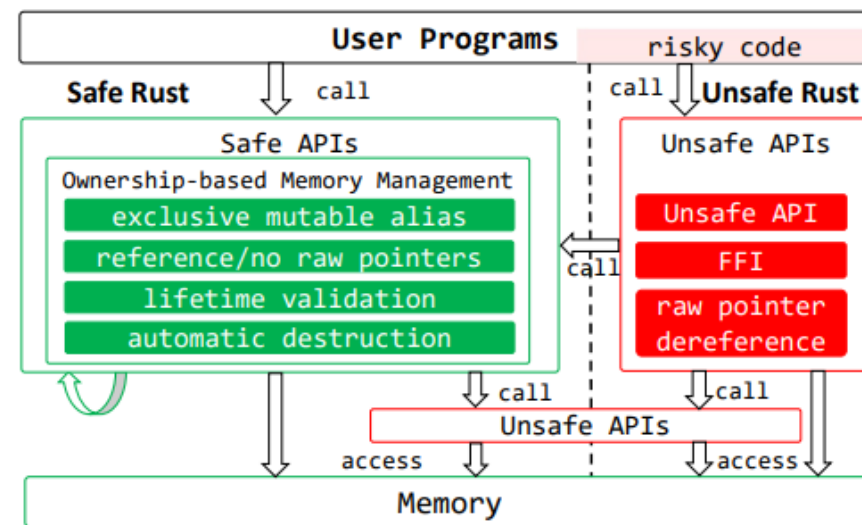 User Programs
risky code
Safe Rust
call
call
Unsafe Rust
Safe APIs
Ownership-based Memory Management
exclusive mutable alias
reference/no raw pointers
lifetime validation
automatic destruction
Unsafe APIs
Unsafe API
FFI
raw pointer
dereference
call
call
call
Unsafe APIs
access
access
Memory